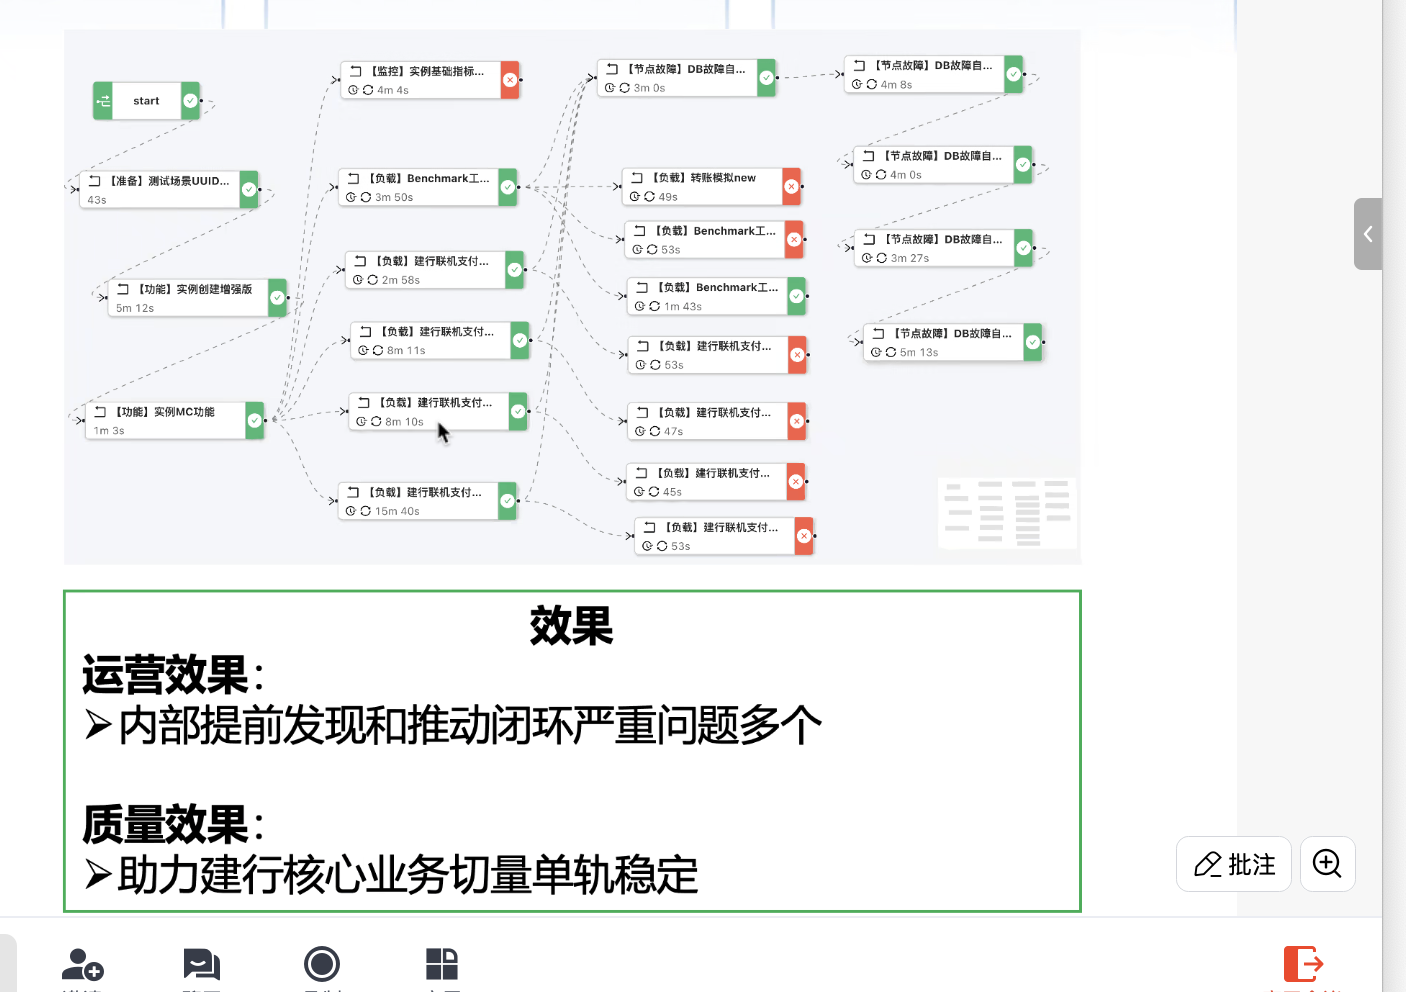 start
【准备】测试场景UUID...
43s
【功能】实例创建增强版
5m 12s
【功能】实例MC功能
1m 3s
【监控】实例基础指标...
4m 4s
【负载】Benchmark工...
3m 50s
【负载】建行联机支付...
2m 58s
【负载】建行联机支付...
8m 11s
【负载】建行联机支付...
8m 10s
【负载】建行联机支付...
15m 40s
【节点故障】DB故障自...
3m 0s
【负载】转账模拟new
49s
【负载】Benchmark工...
53s
【负载】Benchmark工...
1m 43s
【负载】建行联机支付...
53s
【负载】建行联机支付...
47s
【负载】建行联机支付...
45s
【负载】建行联机支付...
53s
【节点故障】DB故障自...
4m 8s
【节点故障】DB故障自...
4m 0s
【节点故障】DB故障自...
3m 27s
【节点故障】DB故障自...
5m 13s
效果
运营效果：
➢内部提前发现和推动闭环严重问题多个
质量效果：
➢助力建行核心业务切量单轨稳定
批注